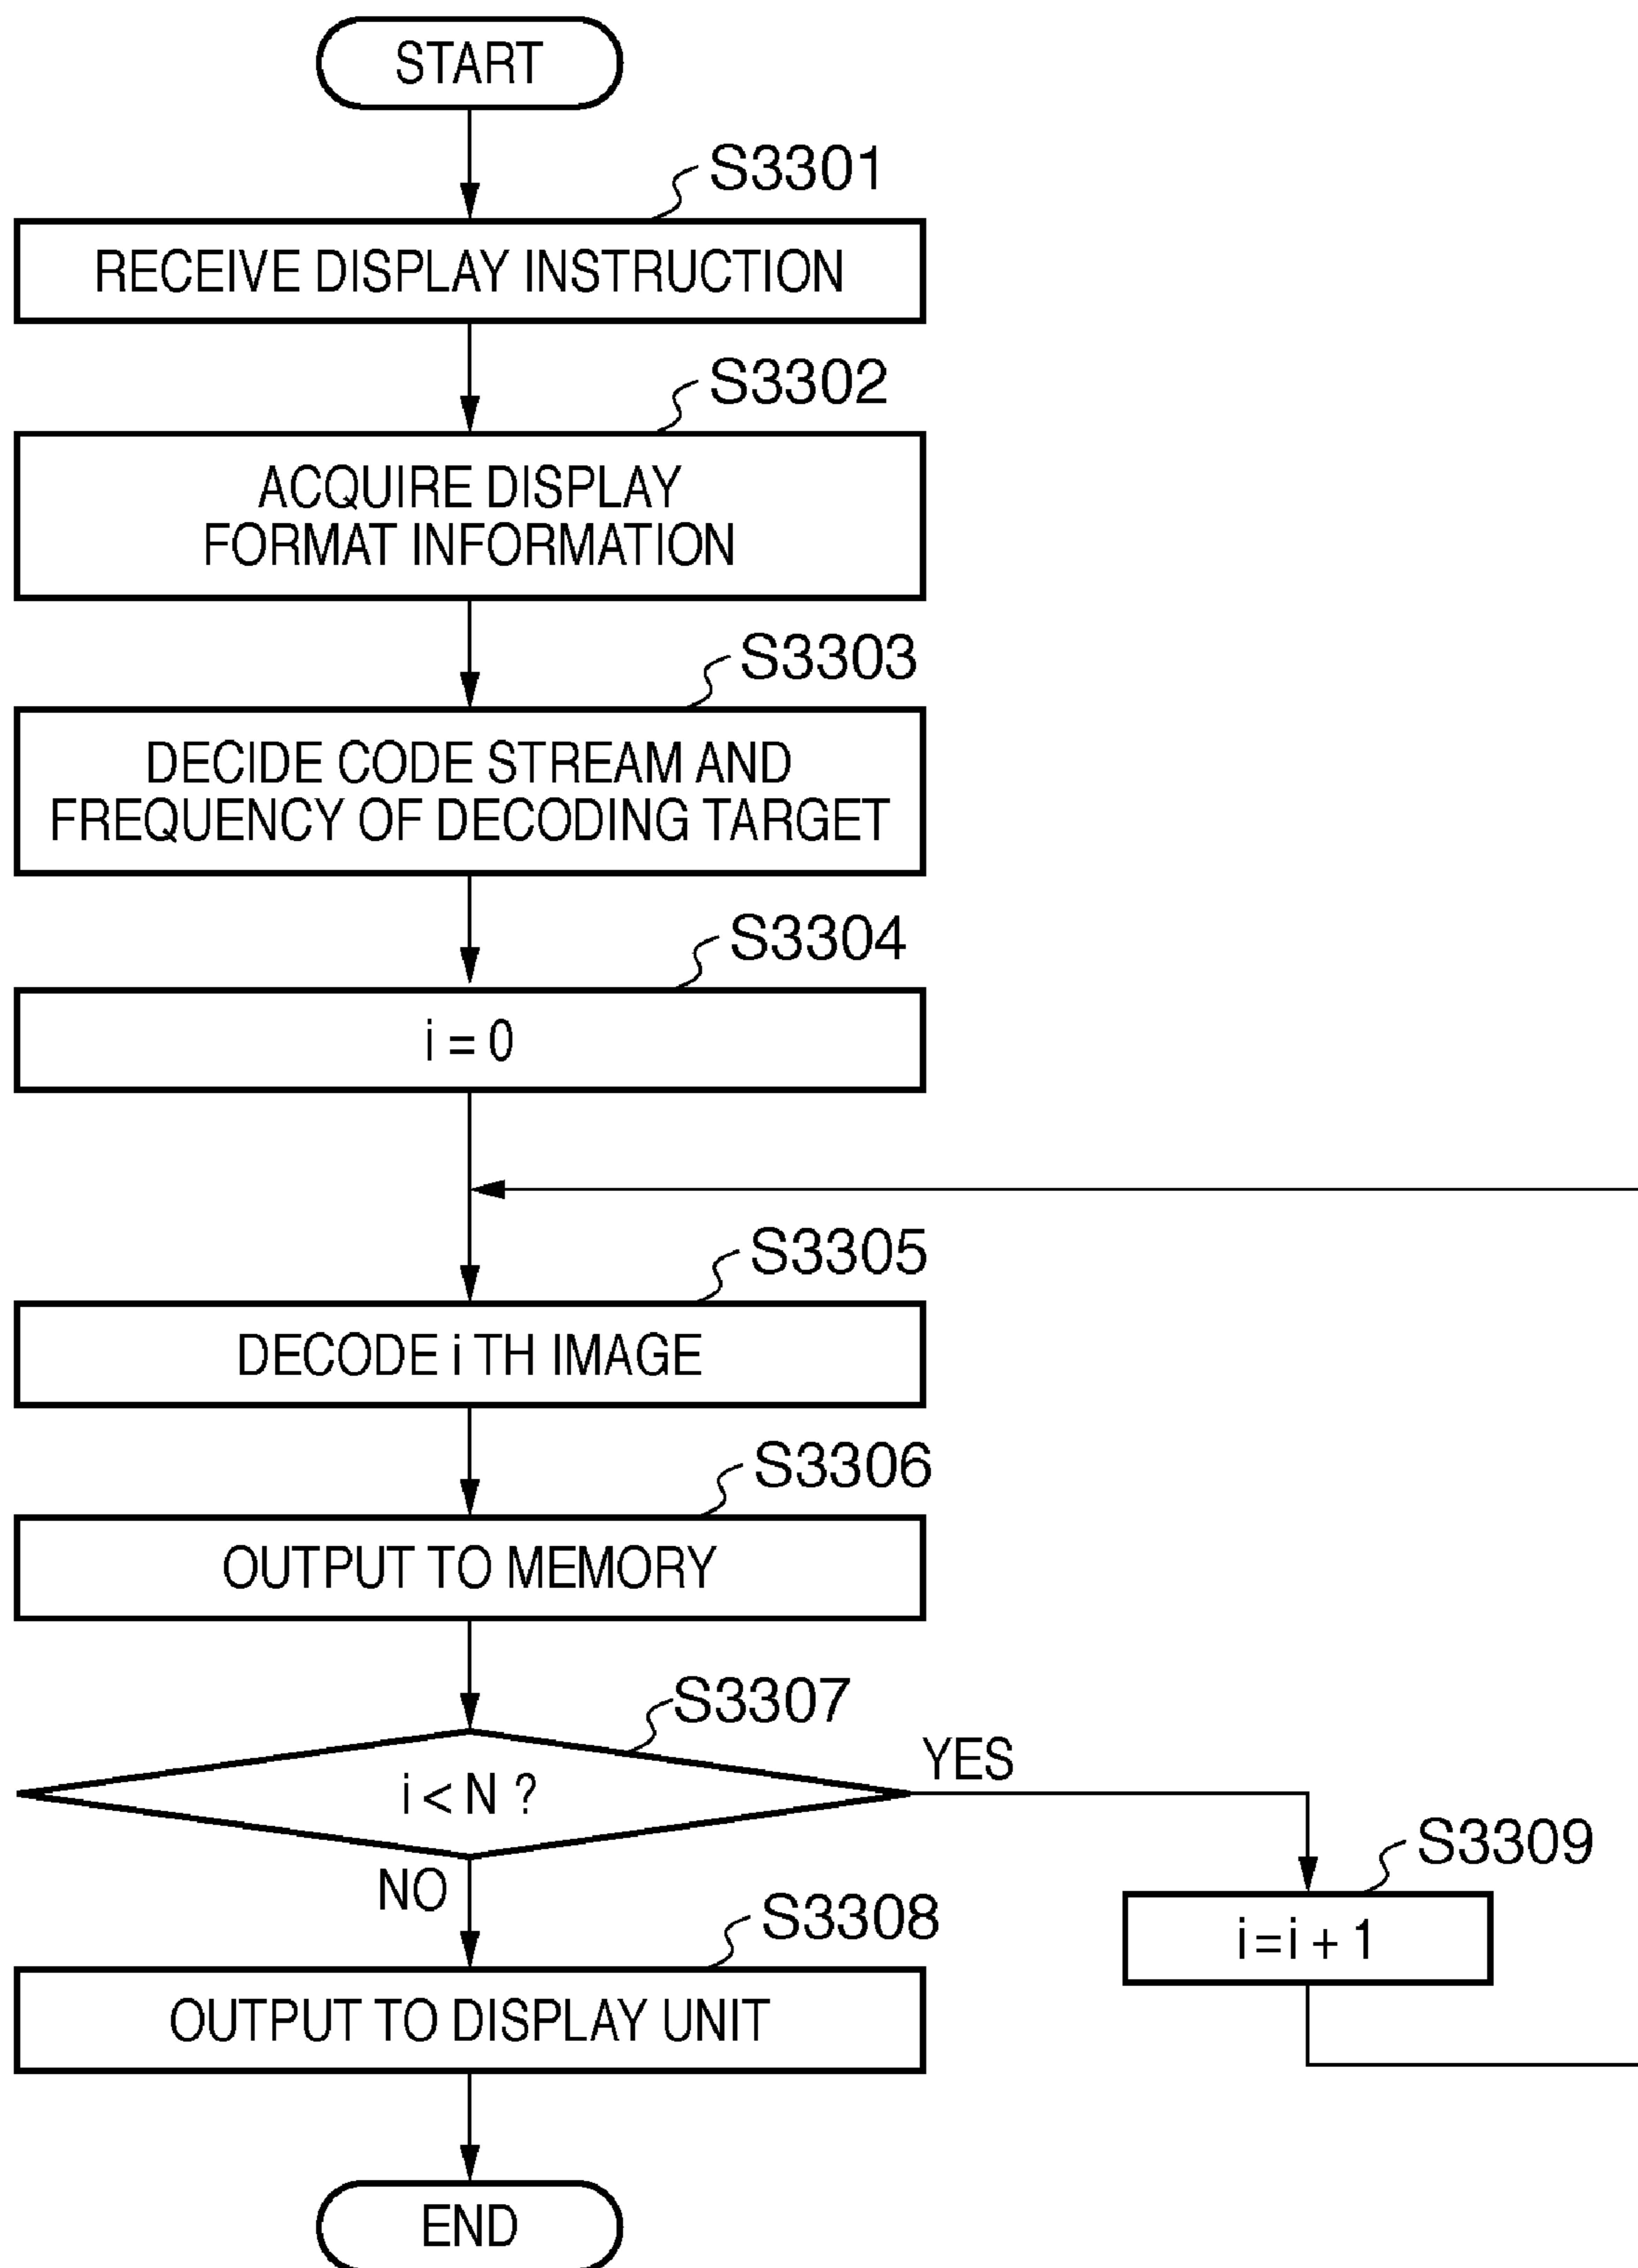 START
S3301
RECEIVE DISPLAY INSTRUCTION
S3302
ACQUIRE DISPLAY
FORMAT INFORMATION
S3303
DECIDE CODE STREAM AND
FREQUENCY OF DECODING TARGET
S3304
i = 0
S3305
DECODE i TH IMAGE
S3306
OUTPUT TO MEMORY
S3307
i < N ?
YES
NO
S3309
i = i + 1
S3308
OUTPUT TO DISPLAY UNIT
END